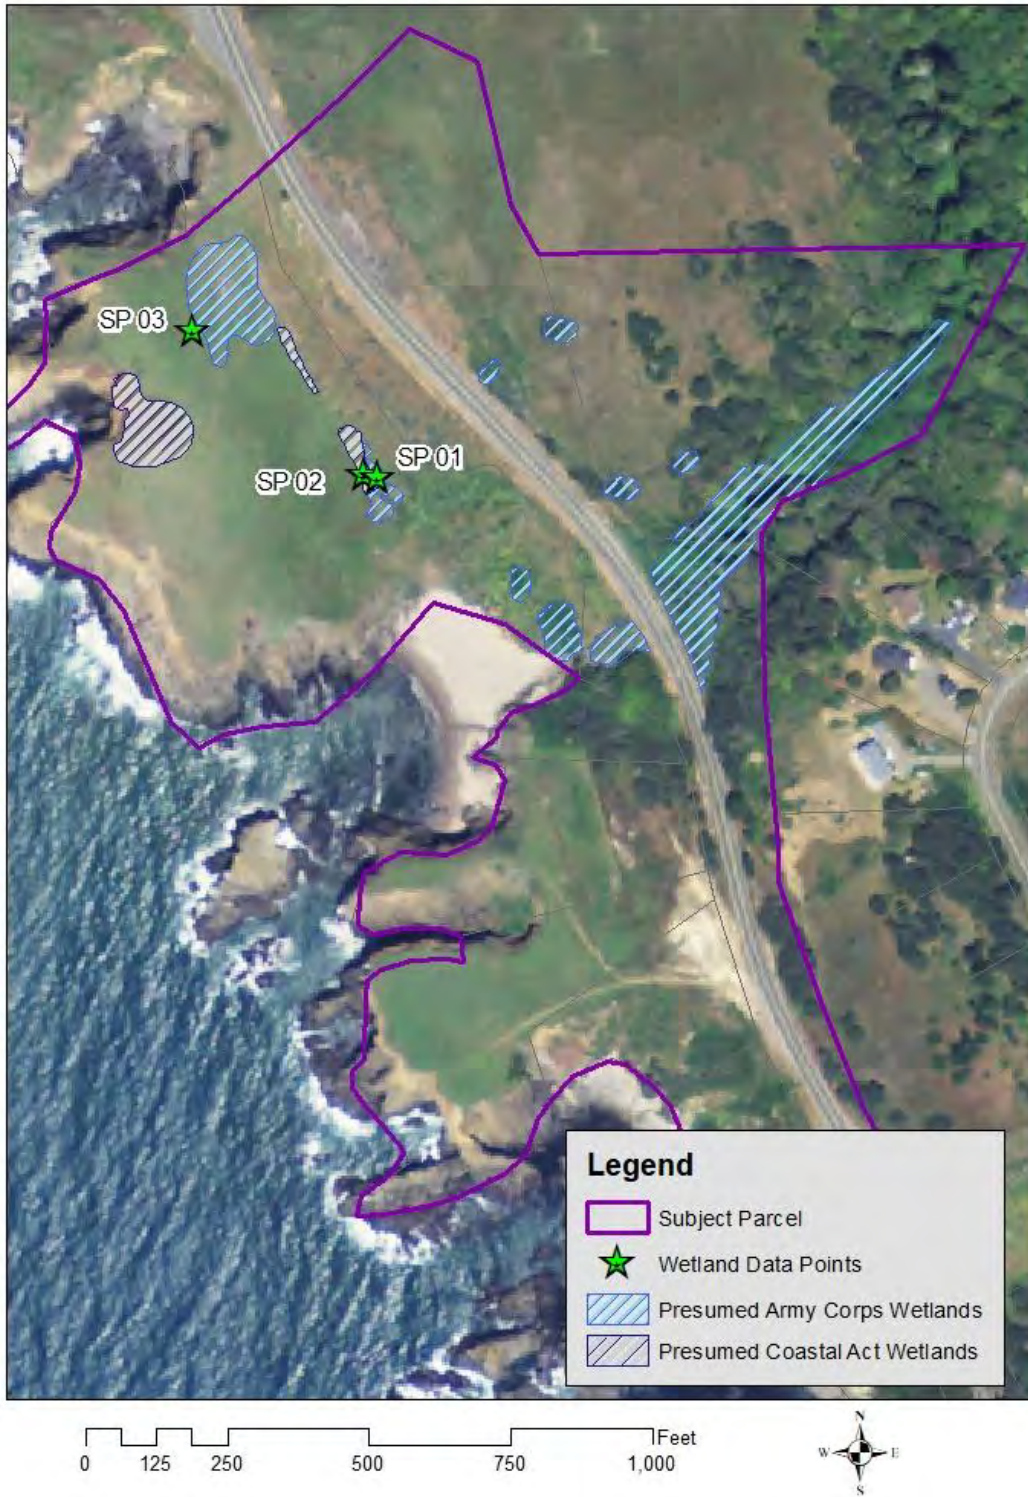 SP 03
SP 01
SP 02
Legend
Subject Parcel
Wetland Data Points
Presumed Army Corps Wetlands
Presumed Coastal Act Wetlands
Feet
0 125 250 500 750 1,000
N
W E
S